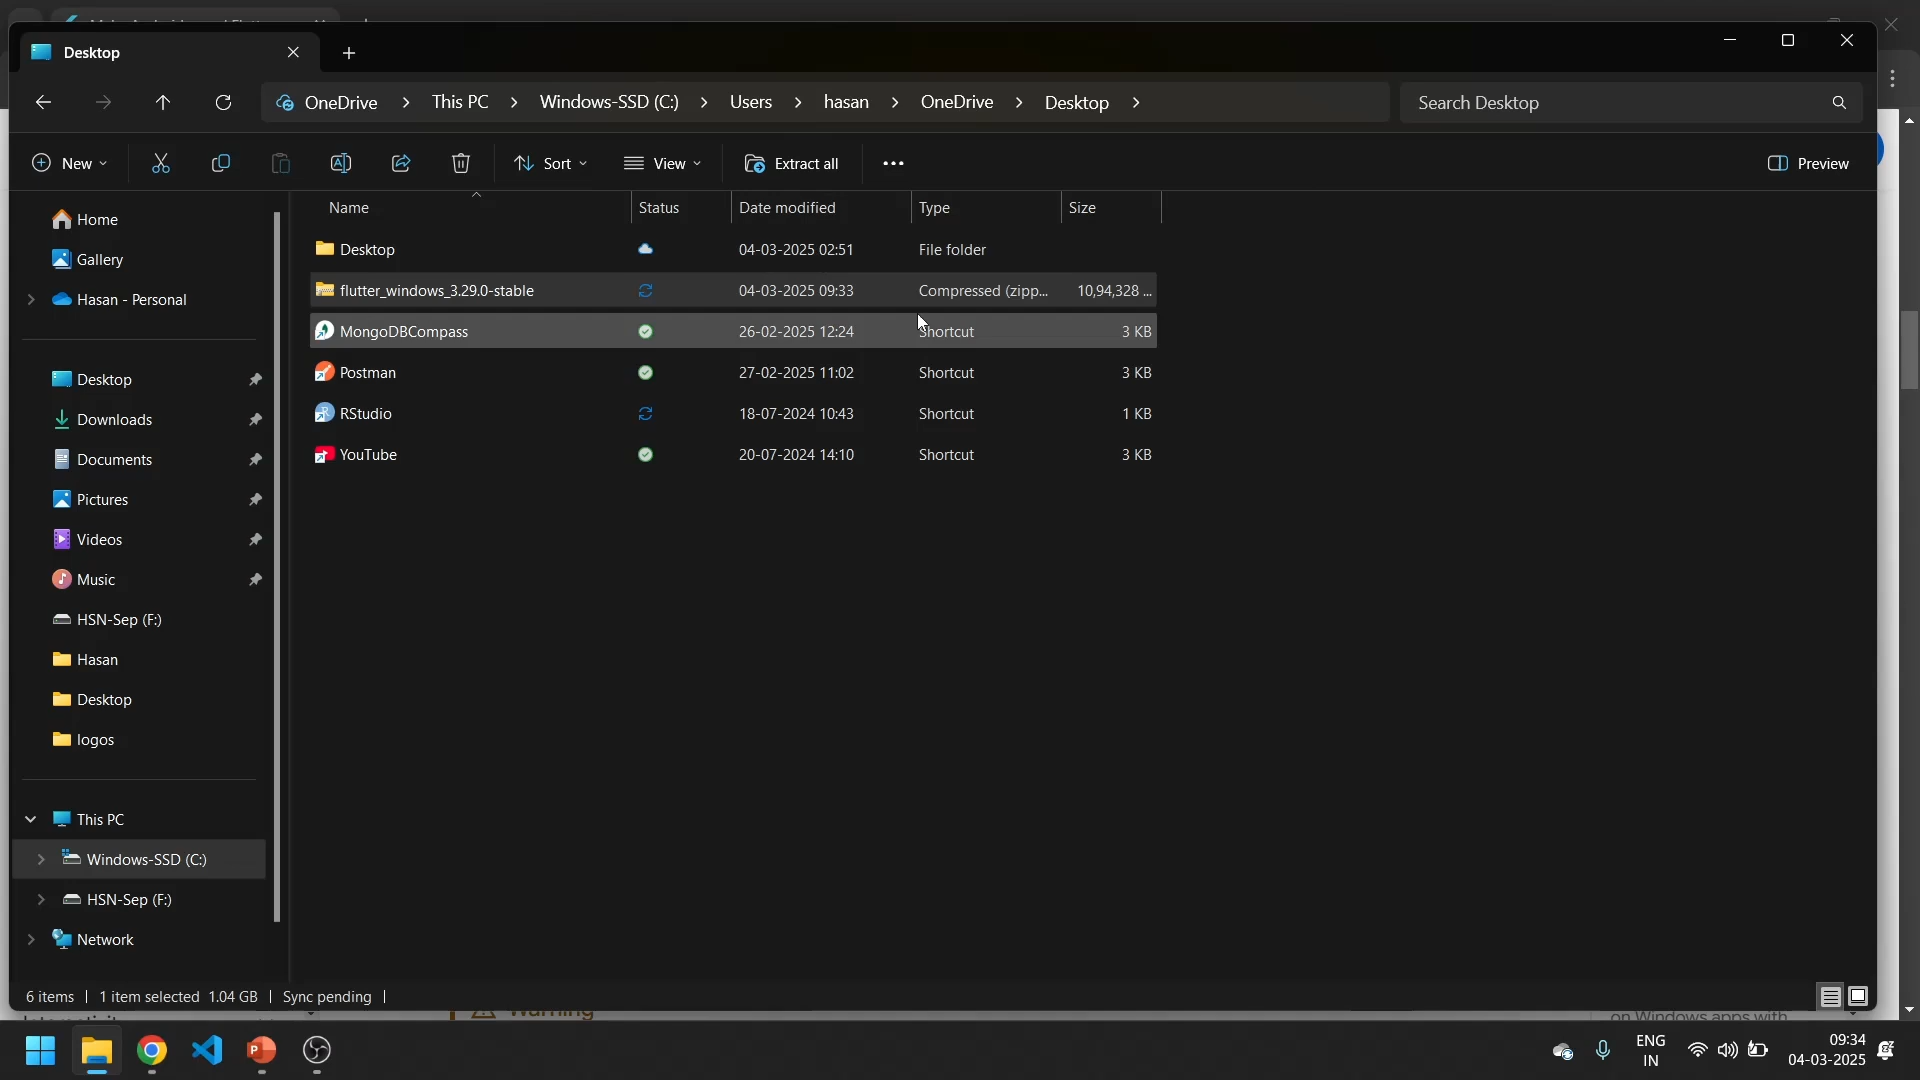 Desktop
OneDrive > This PC > Windows-SSD (C:) > Users > hasan > OneDrive > Desktop >
Search Desktop
New
Sort
View
Extract all
Preview
Name Status Date modified Type Size
Desktop 04-03-2025 02:51 File folder
flutter_windows_3.29.0-stable 04-03-2025 09:33 Compressed (zipp... 10,94,328 ...
MongoDBCompass 26-02-2025 12:24 Shortcut 3 KB
Postman 27-02-2025 11:02 Shortcut 3 KB
RStudio 18-07-2024 10:43 Shortcut 1 KB
YouTube 20-07-2024 14:10 Shortcut 3 KB
Home
Gallery
Hasan - Personal
Desktop
Downloads
Documents
Pictures
Videos
Music
HSN-Sep (F:)
Hasan
Desktop
logos
This PC
Windows-SSD (C:)
HSN-Sep (F:)
Network
6 items | 1 item selected 1.04 GB | Sync pending |
Warning
on Windows apps with
ENG
IN
09:34
04-03-2025